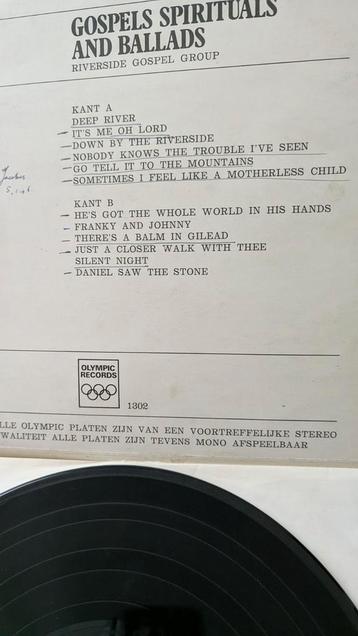 GOSPELS SPIRITUALS
AND BALLADS
RIVERSIDE GOSPEL GROUP
KANT A
DEEP RIVER
IT'S ME OH LORD
DOWN BY THE RIVERSIDE
NOBODY KNOWS THE TROUBLE I'VE SEEN
GO TELL IT TO THE MOUNTAINS
SOMETIMES I FEEL LIKE A MOTHERLESS CHILD
KANT B
HE'S GOT THE WHOLE WORLD IN HIS HANDS
FRANKY AND JOHNNY
THERE'S A BALM IN GILEAD
JUST A CLOSER WALK WITH THEE
SILENT NIGHT
DANIEL SAW THE STONE
OLYMPIC
RECORDS
1302
LLE OLYMPIC PLATEN ZIJN VAN EEN VOORTREFFELIJKE STEREO
WALITEIT ALLE PLATEN ZIJN TEVENS MONO AFSPEELBAAR